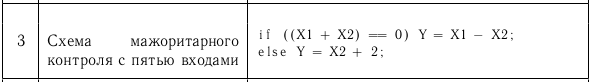 3
Схема мажоритарного
контроля с пятью входами
if ((X1 + X2) == 0) Y = X1 − X2;
else Y = X2 + 2;